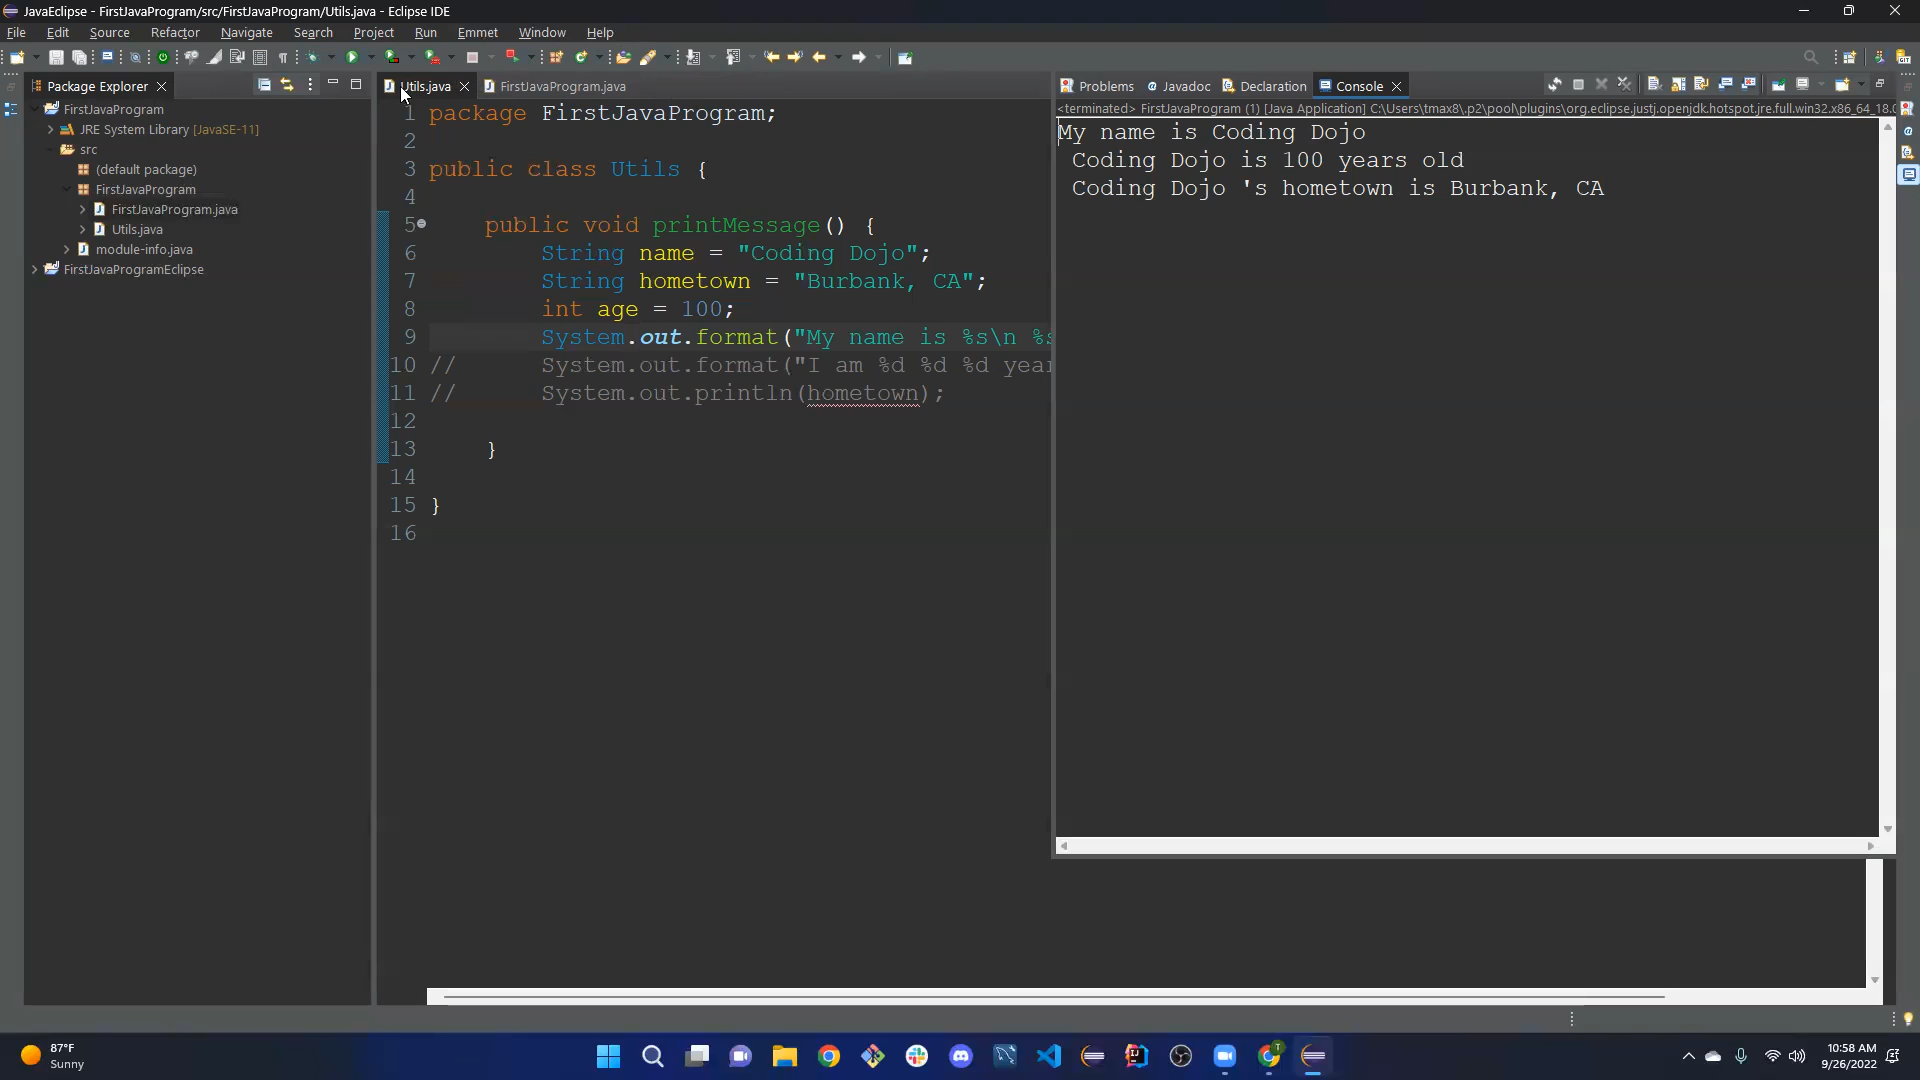 JavaEclipse - FirstJavaProgram/src/FirstJavaProgram/Utils.java - Eclipse IDE
File Edit Source Refactor Navigate Search Project Run Emmet Window Help
Package Explorer
FirstJavaProgram
JRE System Library [JavaSE-11]
src
(default package)
FirstJavaProgram
FirstJavaProgram.java
Utils.java
module-info.java
FirstJavaProgramEclipse
Utils.java FirstJavaProgram.java
1 package FirstJavaProgram;
2
3 public class Utils {
4
5 public void printMessage() {
6 String name = "Coding Dojo";
7 String hometown = "Burbank, CA";
8 int age = 100;
9 System.out.format("My name is %s\n %s
10 // System.out.format("I am %d %d %d year
11 // System.out.println(hometown);
12
13 }
14
15 }
16
Problems Javadoc Declaration Console
<terminated> FirstJavaProgram (1) [Java Application] C:\Users\tmax8\.p2\pool\plugins\org.eclipse.justj.openjdk.hotspot.jre.full.win32.x86_64_18.0
My name is Coding Dojo
Coding Dojo is 100 years old
Coding Dojo 's hometown is Burbank, CA
87°F
Sunny
10:58 AM
9/26/2022